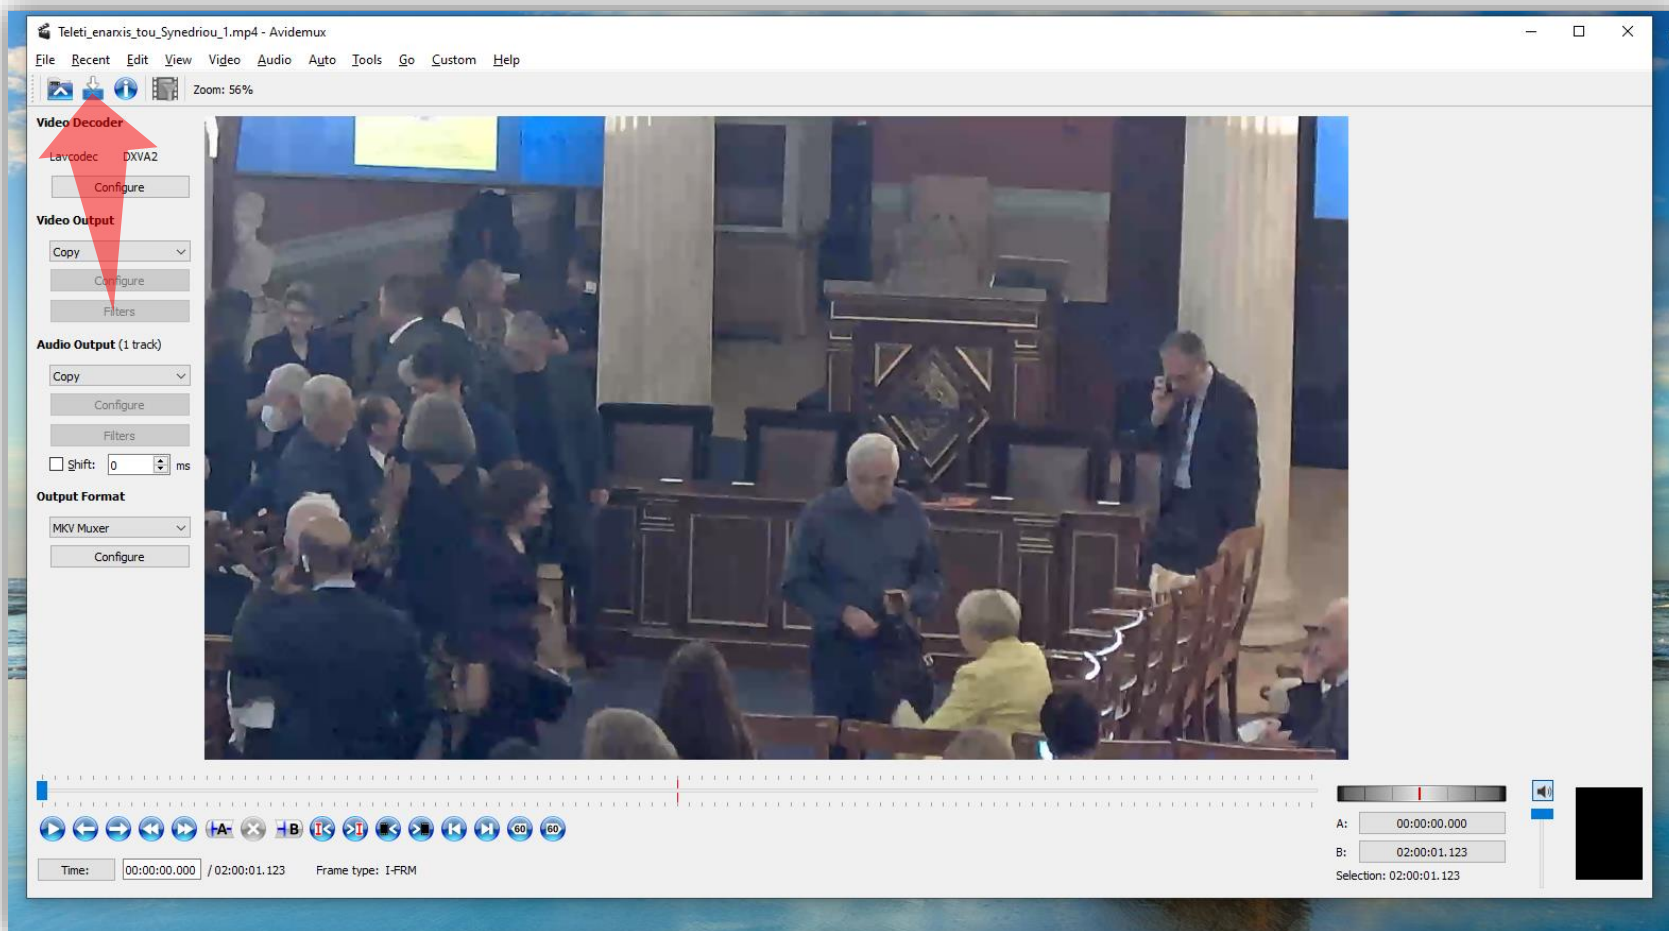 Teleti_enarxis_tou_Synedriou_1.mp4 - Avidemux
File Recent Edit View Video Audio Auto Tools Go Custom Help
Zoom: 56%
Video Decoder
Lavcodec DXVA2
Configure
Video Output
Copy
Configure
Filters
Audio Output (1 track)
Copy
Configure
Filters
Shift: 0 ms
Output Format
MKV Muxer
Configure
A B 60 60
A: 00:00:00.000
B: 02:00:01.123
Time: 00:00:00.000 / 02:00:01.123 Frame type: I-FRM
Selection: 02:00:01.123